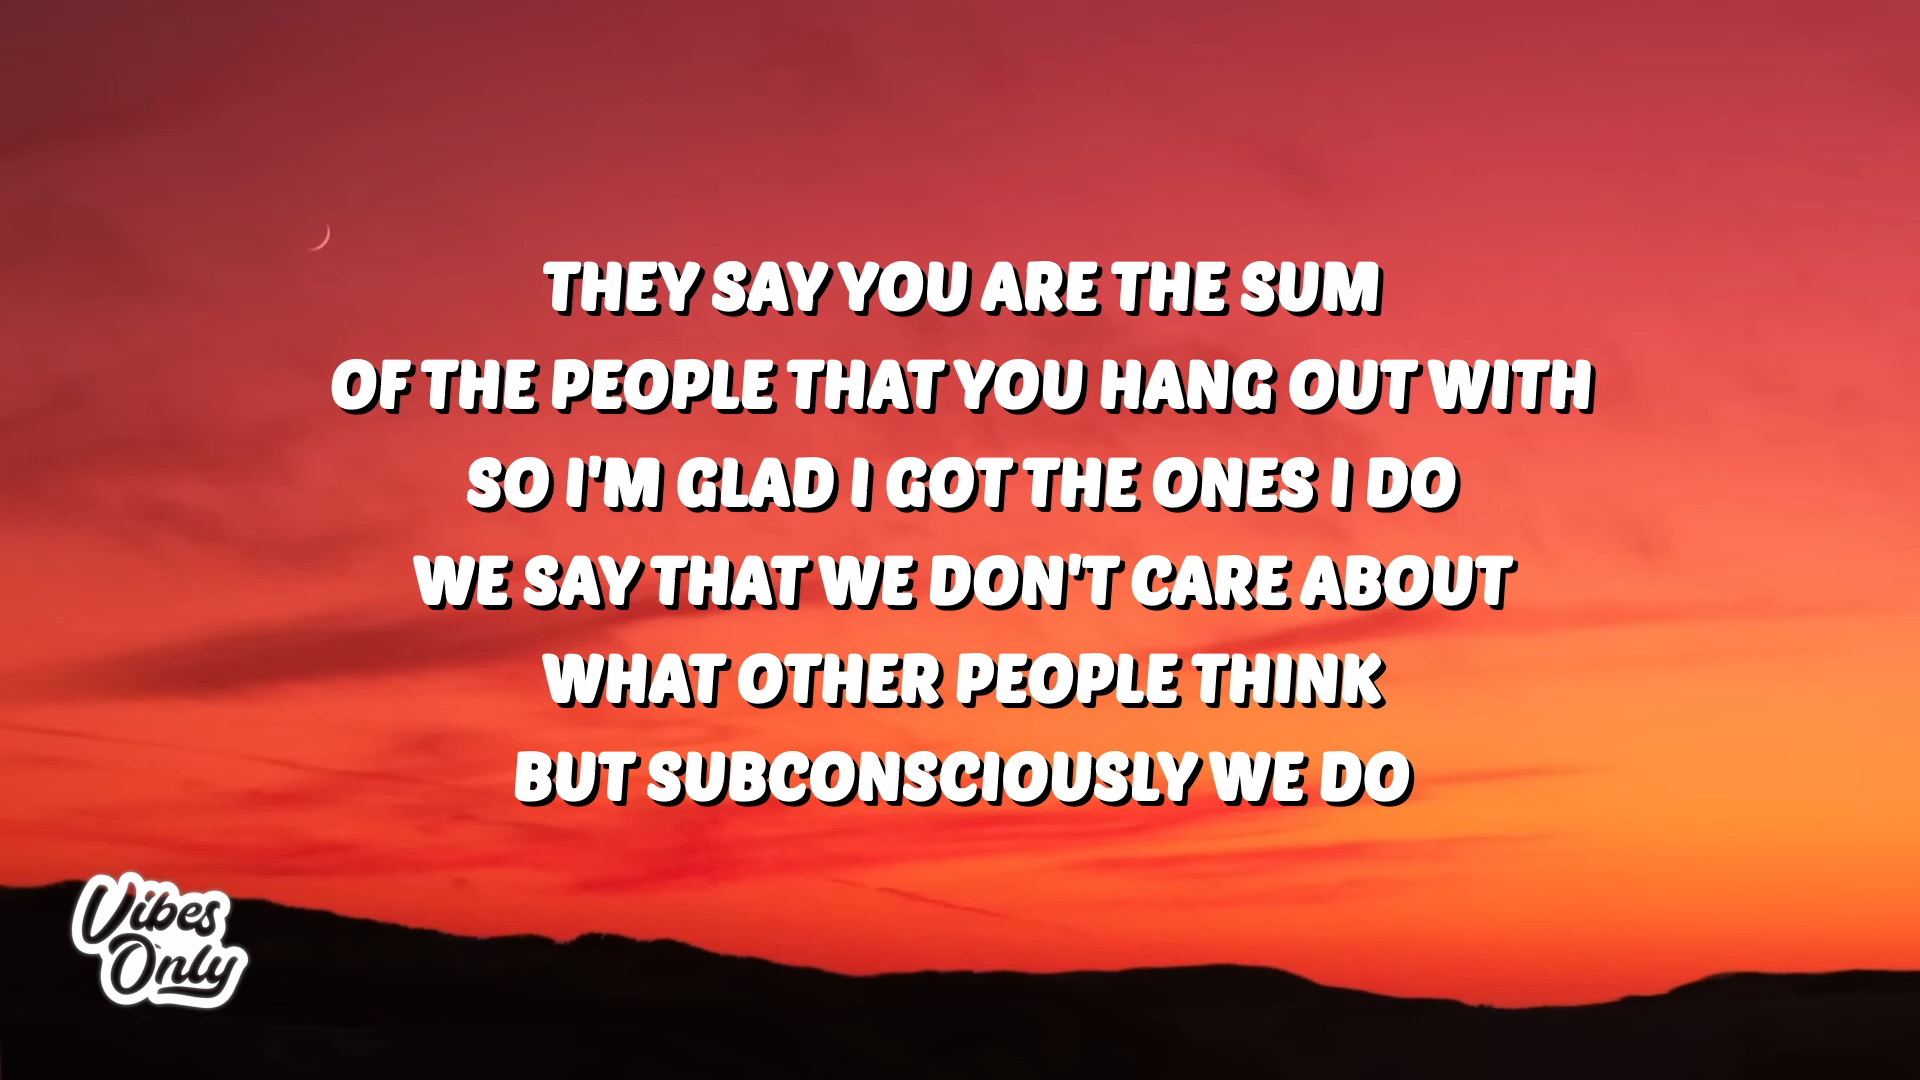 THEY SAY YOU ARE THE SUM
OF THE PEOPLE THAT YOU HANG OUT WITH
SO I'M GLAD I GOT THE ONES I DO
WE SAY THAT WE DON'T CARE ABOUT
WHAT OTHER PEOPLE THINK
BUT SUBCONSCIOUSLY WE DO
Vibes
Only